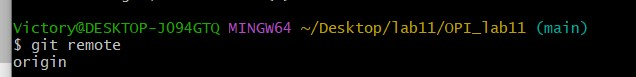 Victory@DESKTOP-J094GTQ MINGW64 ~/Desktop/lab11/OPI_lab11 (main)
$ git remote
origin